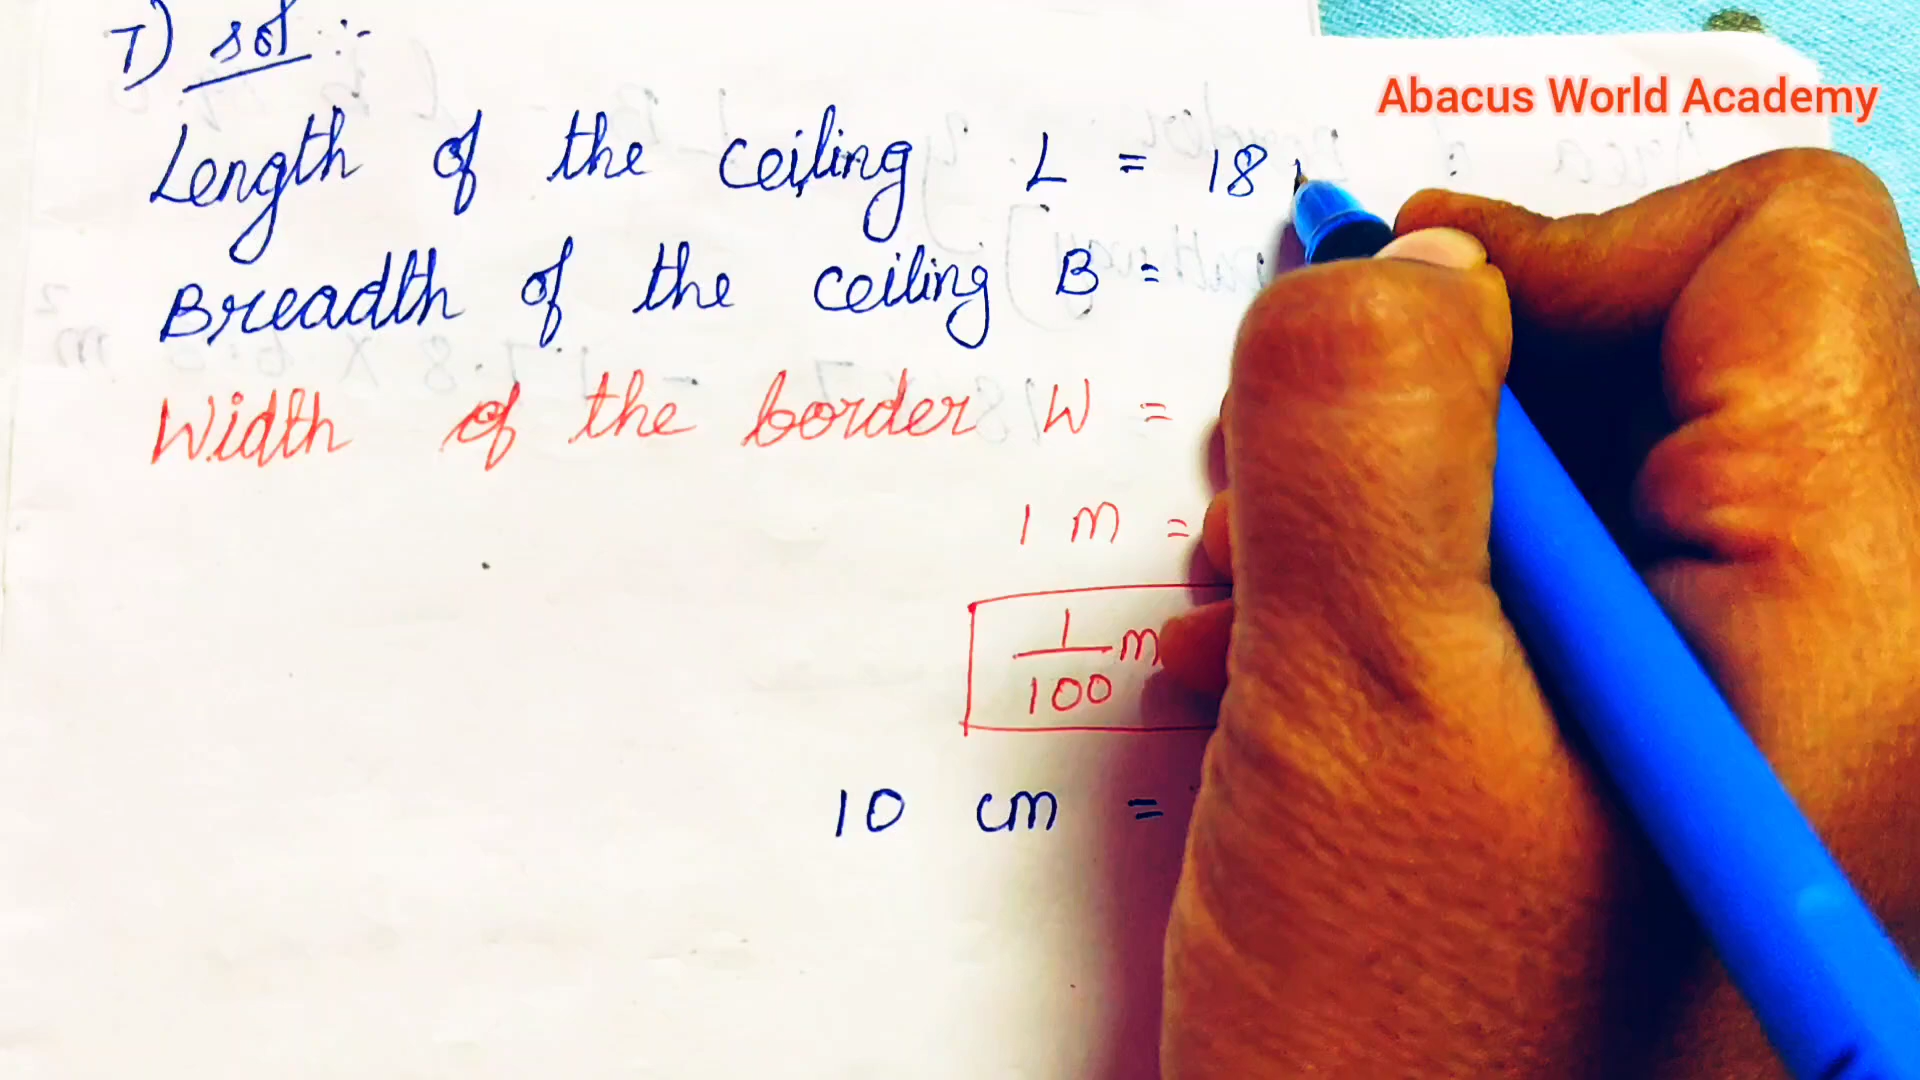 7) sol :-
Abacus World Academy
Length of the ceiling L = 18
Breadth of the ceiling B =
Width of the border W =
1 m =
1/100 m
10 cm =